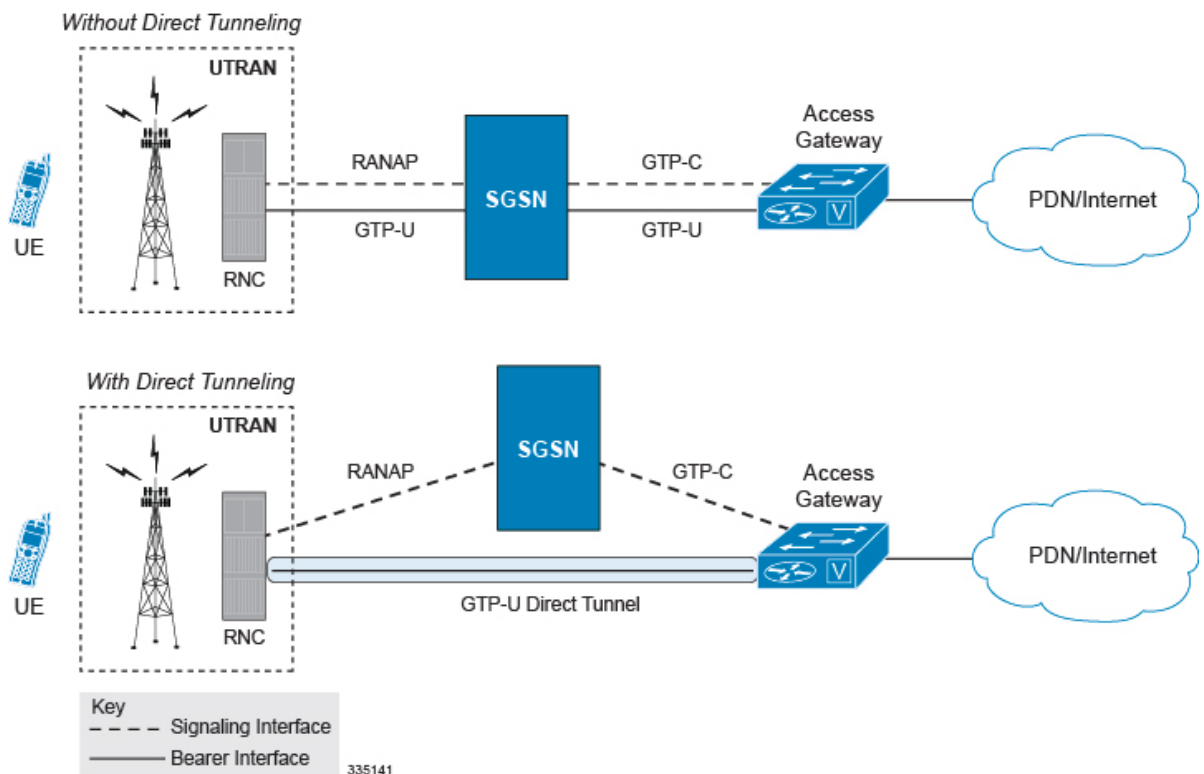 Without Direct Tunneling
UTRAN
UE
RNC
RANAP
GTP-U
SGSN
GTP-C
GTP-U
Access
Gateway
V
PDN/Internet
With Direct Tunneling
UTRAN
UE
RNC
RANAP
SGSN
GTP-C
GTP-U Direct Tunnel
Access
Gateway
V
PDN/Internet
Key
Signaling Interface
Bearer Interface
335141